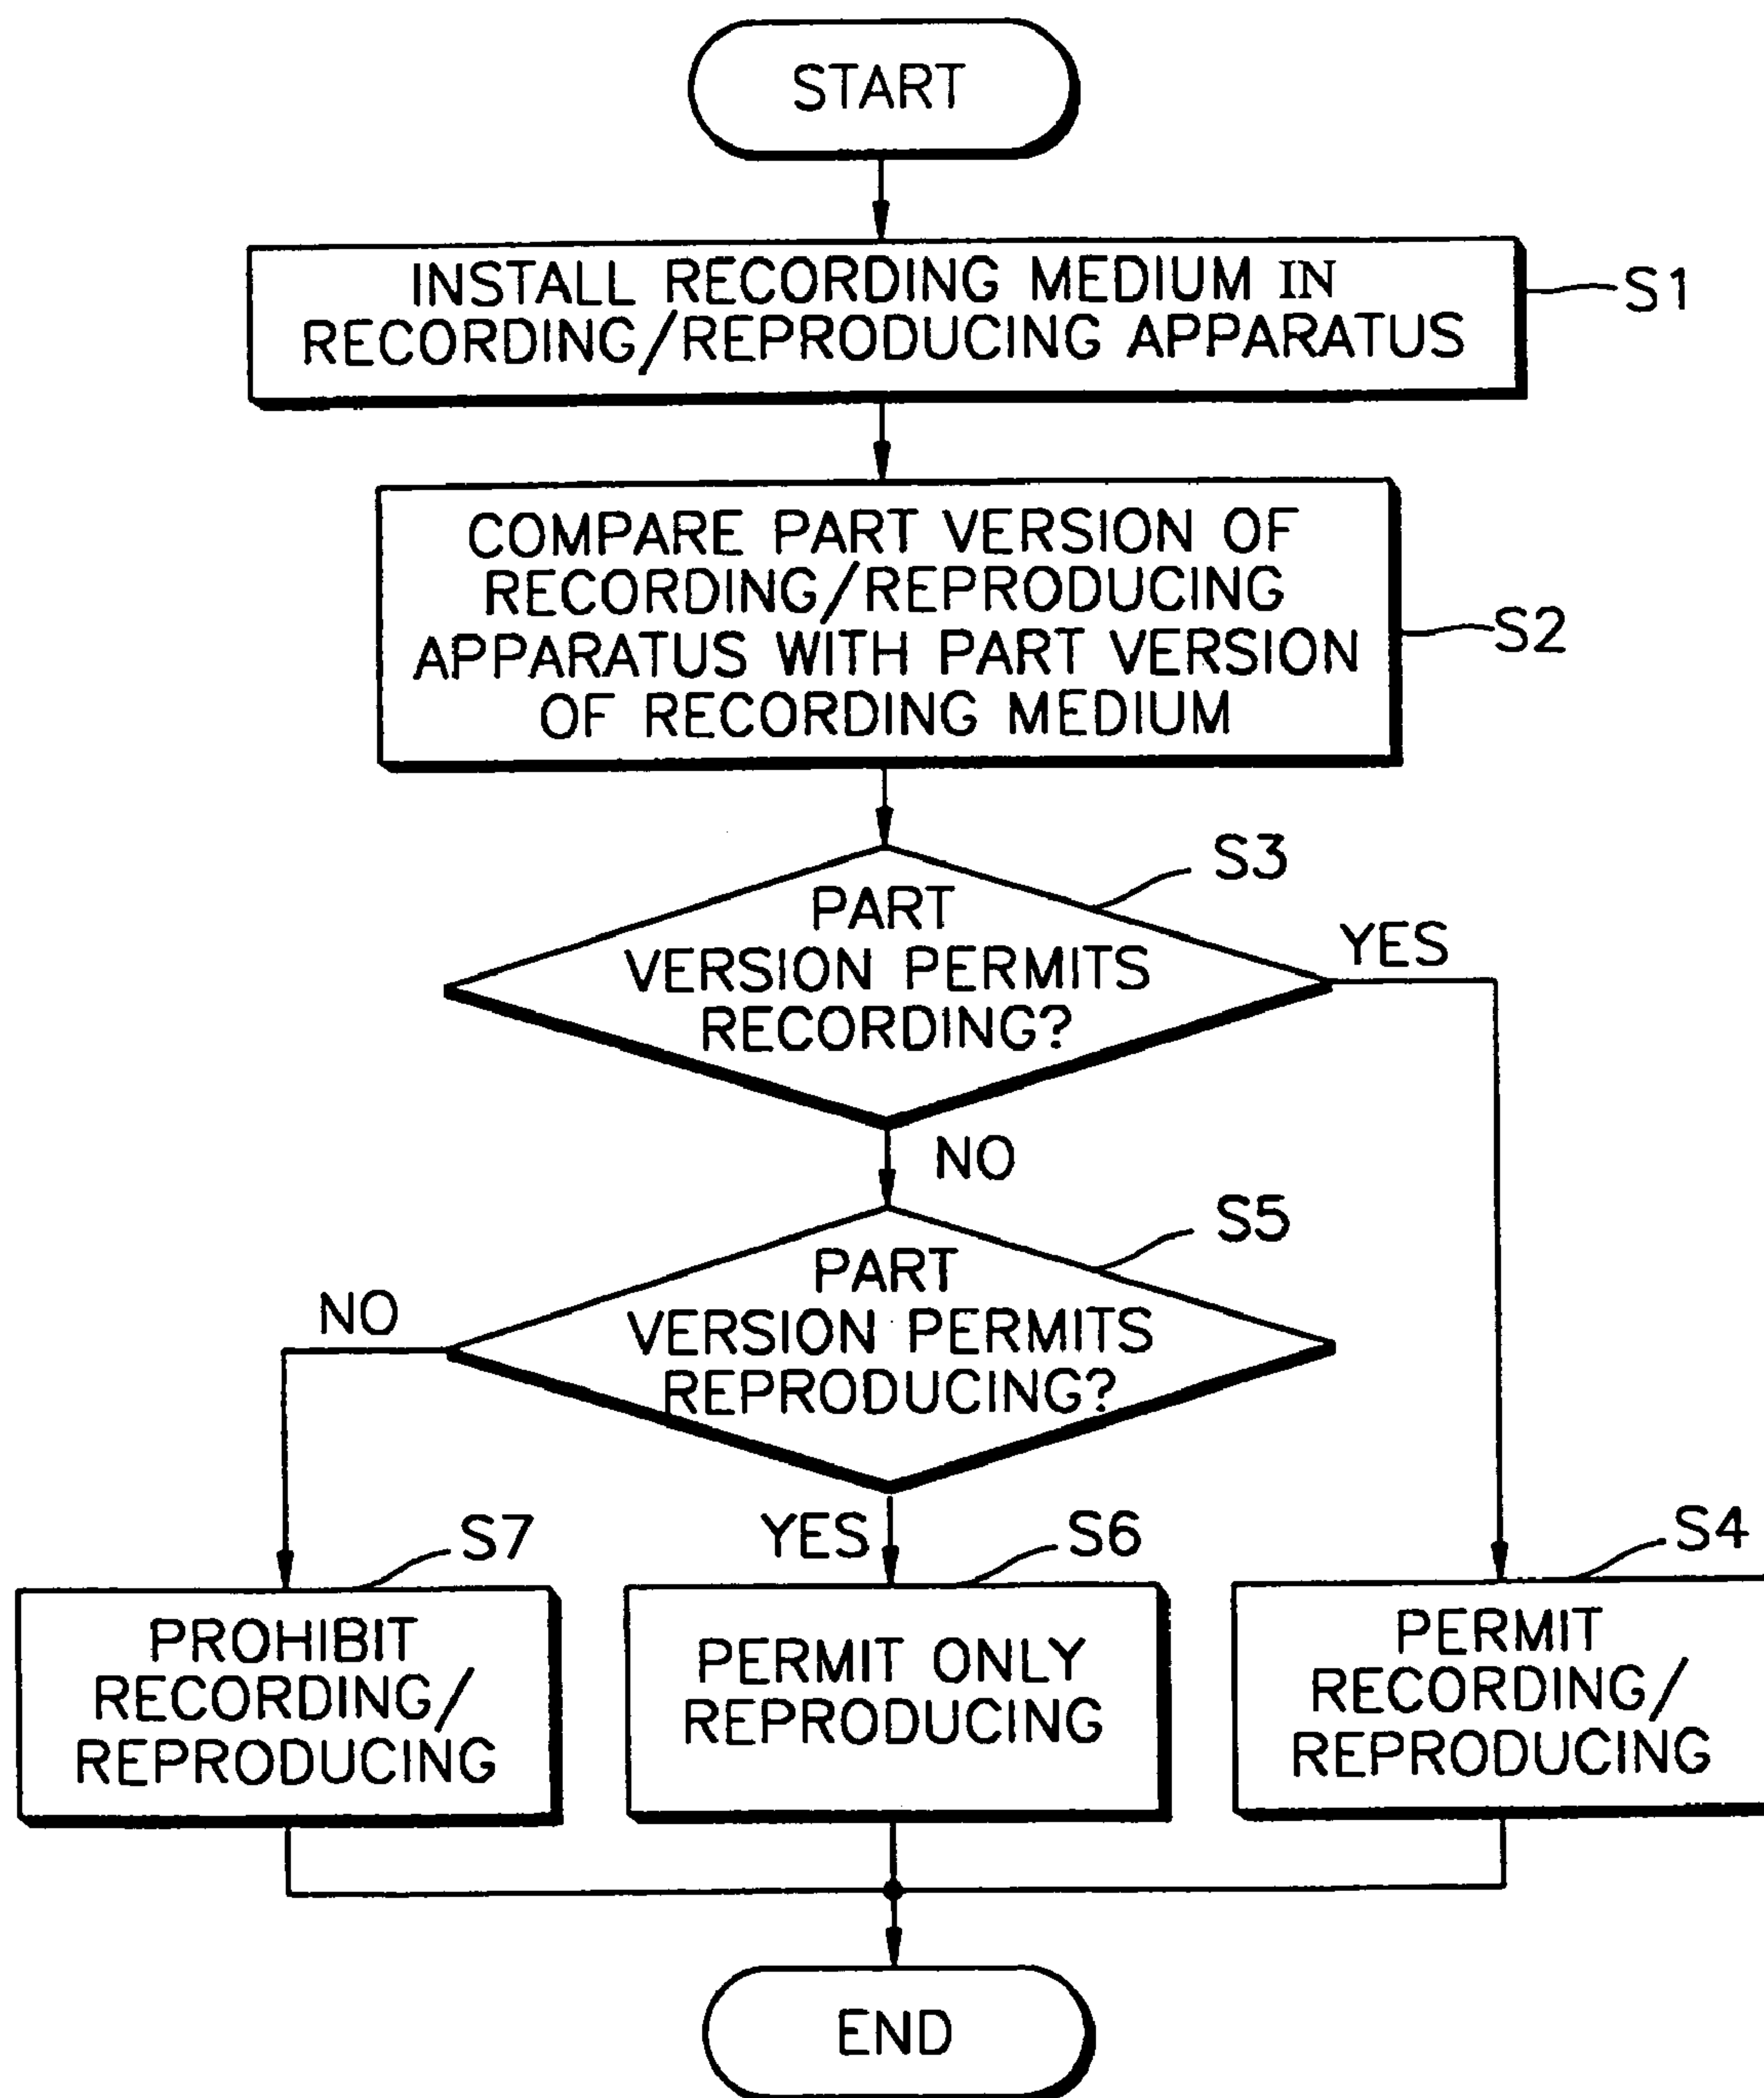 START
INSTALL RECORDING MEDIUM IN
RECORDING/REPRODUCING APPARATUS
S1
COMPARE PART VERSION OF
RECORDING/REPRODUCING
APPARATUS WITH PART VERSION
OF RECORDING MEDIUM
S2
S3
PART
VERSION PERMITS
RECORDING?
YES
NO
S5
PART
VERSION PERMITS
REPRODUCING?
NO
YES
S7
PROHIBIT
RECORDING/
REPRODUCING
S6
PERMIT ONLY
REPRODUCING
S4
PERMIT
RECORDING/
REPRODUCING
END